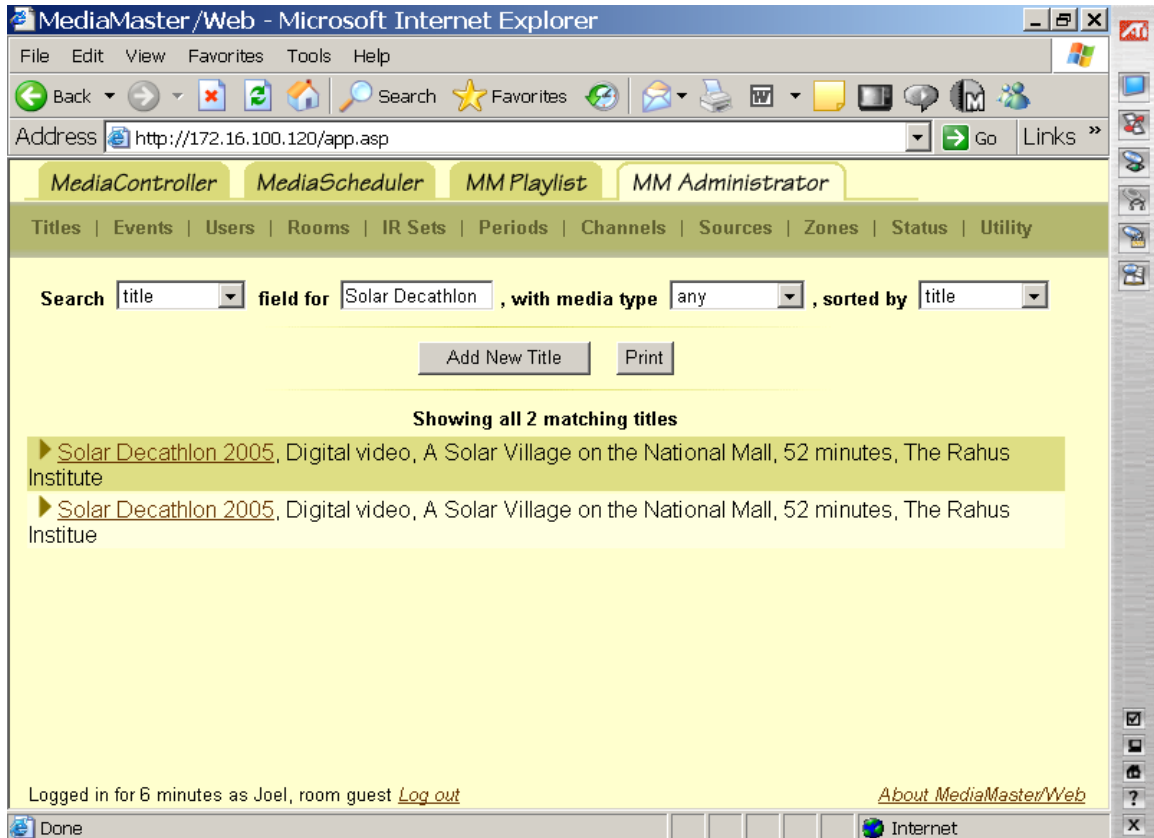 MediaMaster/Web - Microsoft Internet Explorer
File Edit View Favorites Tools Help
Back Search Favorites
Address http://172.16.100.120/app.asp Go Links »
MediaController MediaScheduler MM Playlist MM Administrator
Titles | Events | Users | Rooms | IR Sets | Periods | Channels | Sources | Zones | Status | Utility
Search title field for Solar Decathlon , with media type any , sorted by title
Add New Title Print
Showing all 2 matching titles
Solar Decathlon 2005, Digital video, A Solar Village on the National Mall, 52 minutes, The Rahus
Institute
Solar Decathlon 2005, Digital video, A Solar Village on the National Mall, 52 minutes, The Rahus
Institue
Logged in for 6 minutes as Joel, room guest Log out About MediaMaster/Web
Done Internet
ATI
?
X